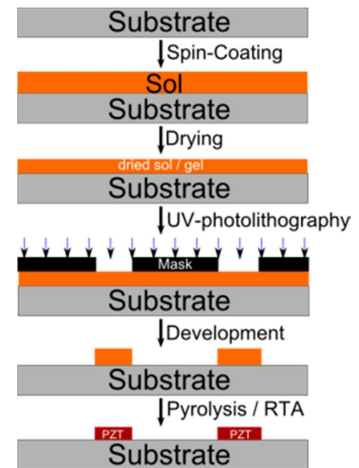 Substrate
Spin-Coating
Sol
Substrate
Drying
dried sol / gel
Substrate
UV-photolithography
Mask
Substrate
Development
Substrate
Pyrolysis / RTA
PZT PZT
Substrate